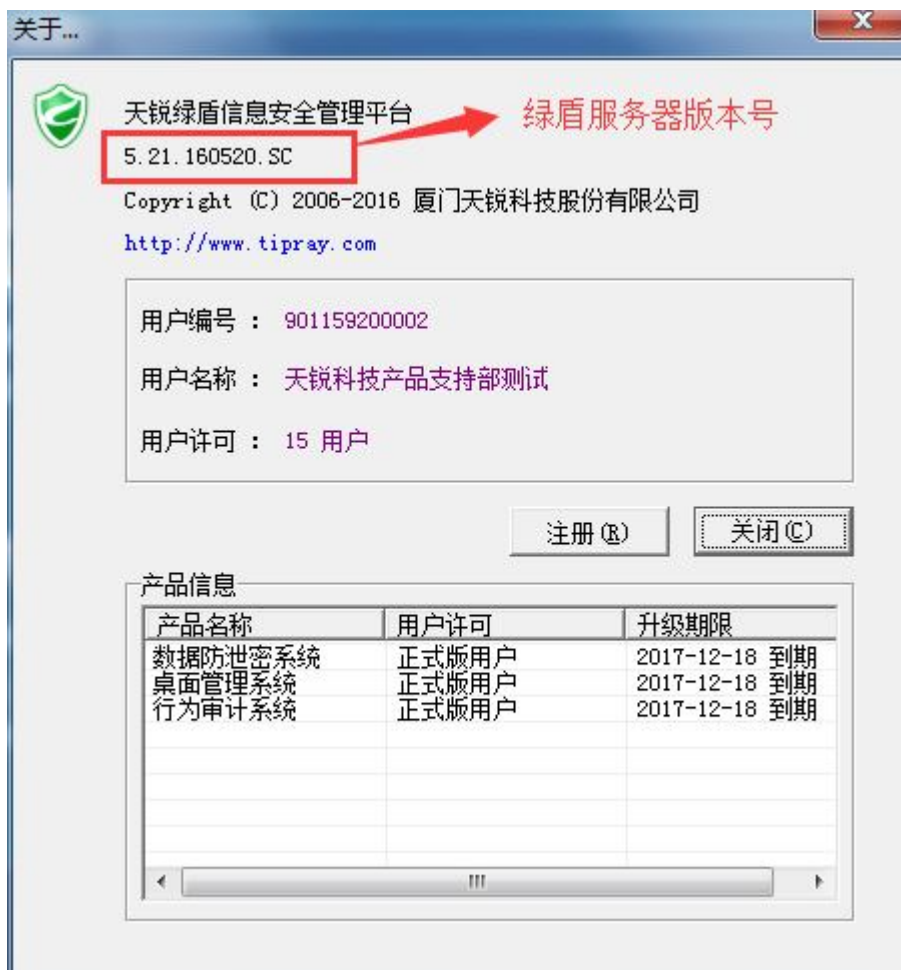 关于...
天锐绿盾信息安全管理平台
绿盾服务器版本号
5.21.160520.SC
Copyright (C) 2006-2016 厦门天锐科技股份有限公司
http://www.tipray.com
用户编号 : 901159200002
用户名称 : 天锐科技产品支持部测试
用户许可 : 15 用户
注册(R) 关闭(C)
产品信息
产品名称 用户许可 升级期限
数据防泄密系统 正式版用户 2017-12-18 到期
桌面管理系统 正式版用户 2017-12-18 到期
行为审计系统 正式版用户 2017-12-18 到期